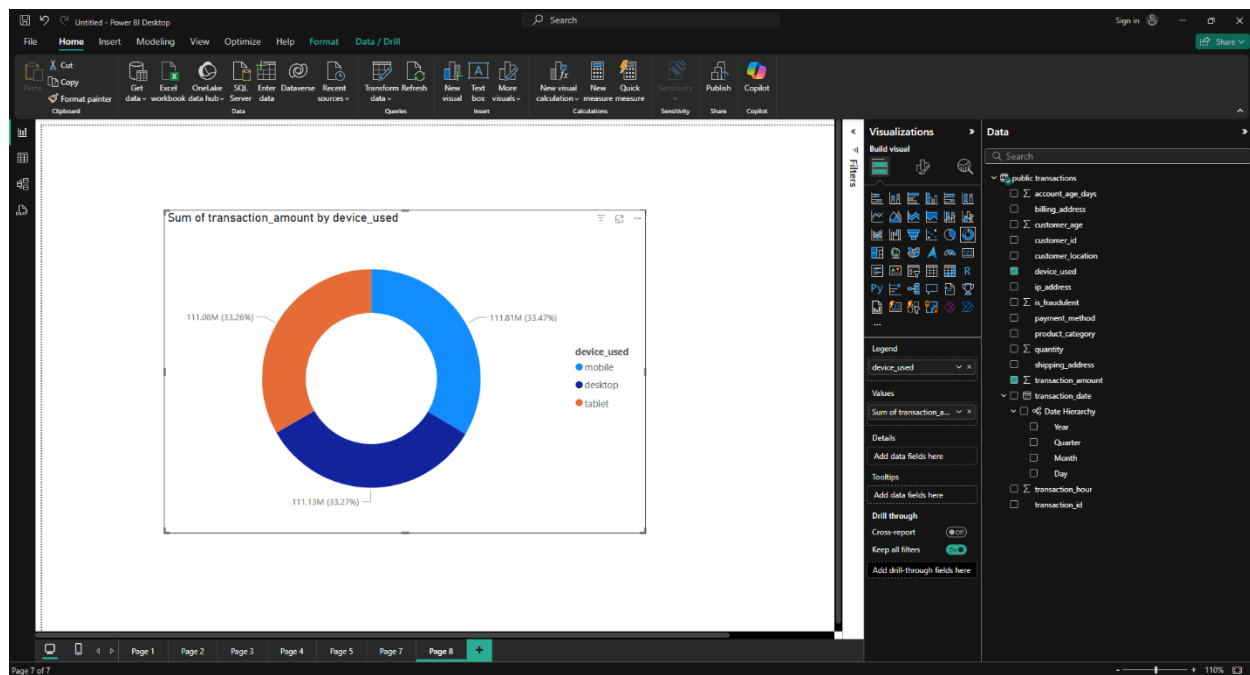 Untitled - Power BI Desktop
Search
Sign in
File Home Insert Modeling View Optimize Help Format Data / Drill
Share
Paste
Cut
Copy
Format painter
Clipboard
Get data
Excel workbook
OneLake data hub
SQL Server
Enter data
Dataverse
Recent sources
Data
Transform data
Refresh
Queries
New visual
Text box
More visuals
Insert
New visual calculation
New measure
Quick measure
Calculations
Sensitivity
Sensitivity
Publish
Share
Copilot
Copilot
Sum of transaction_amount by device_used
111.08M (33.26%)
111.81M (33.47%)
111.13M (33.27%)
device_used
mobile
desktop
tablet
Filters
Visualizations
Build visual
R
Py
Legend
device_used
Values
Sum of transaction_a...
Details
Add data fields here
Tooltips
Add data fields here
Drill through
Cross-report
Off
Keep all filters
On
Add drill-through fields here
Data
Search
public transactions
account_age_days
billing_address
customer_age
customer_id
customer_location
device_used
ip_address
is_fraudulent
payment_method
product_category
quantity
shipping_address
transaction_amount
transaction_date
Date Hierarchy
Year
Quarter
Month
Day
transaction_hour
transaction_id
Page 1 Page 2 Page 3 Page 4 Page 5 Page 7 Page 8 +
Page 7 of 7
- + 110%